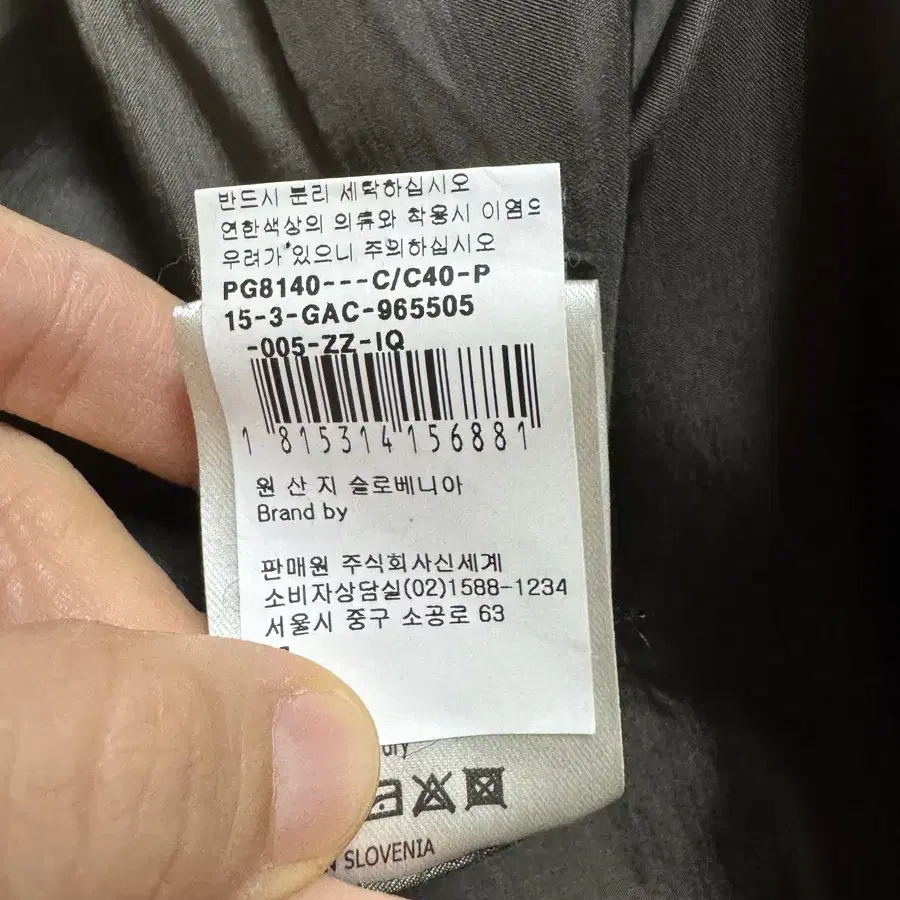 반드시 분리 세탁하십시오
연한색상의 의류와 착용시 이염으
우려가 있으니 주의하십시오
PG8140---C/C40-P
15-3-GAC-965505
-005-ZZ-IQ
1815314156881
원 산 지 슬로베니아
Brand by
판매원 주식회사신세계
소비자상담실(02)1588-1234
서울시 중구 소공로 63
SLOVENIA